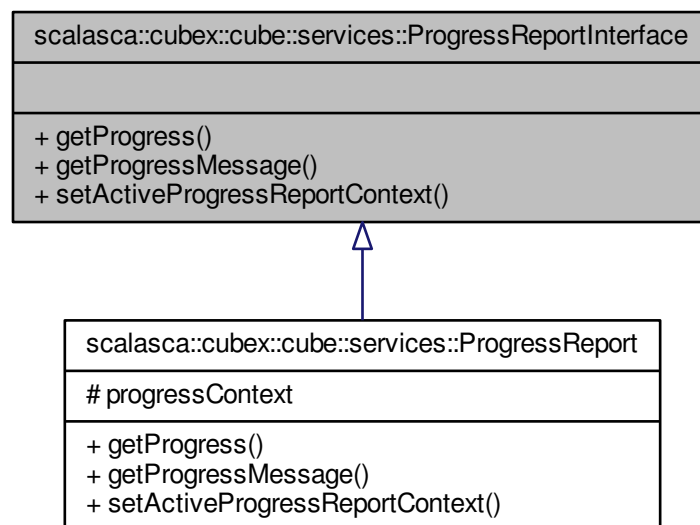 scalasca::cubex::cube::services::ProgressReportInterface
+ getProgress()
+ getProgressMessage()
+ setActiveProgressReportContext()
scalasca::cubex::cube::services::ProgressReport
# progressContext
+ getProgress()
+ getProgressMessage()
+ setActiveProgressReportContext()